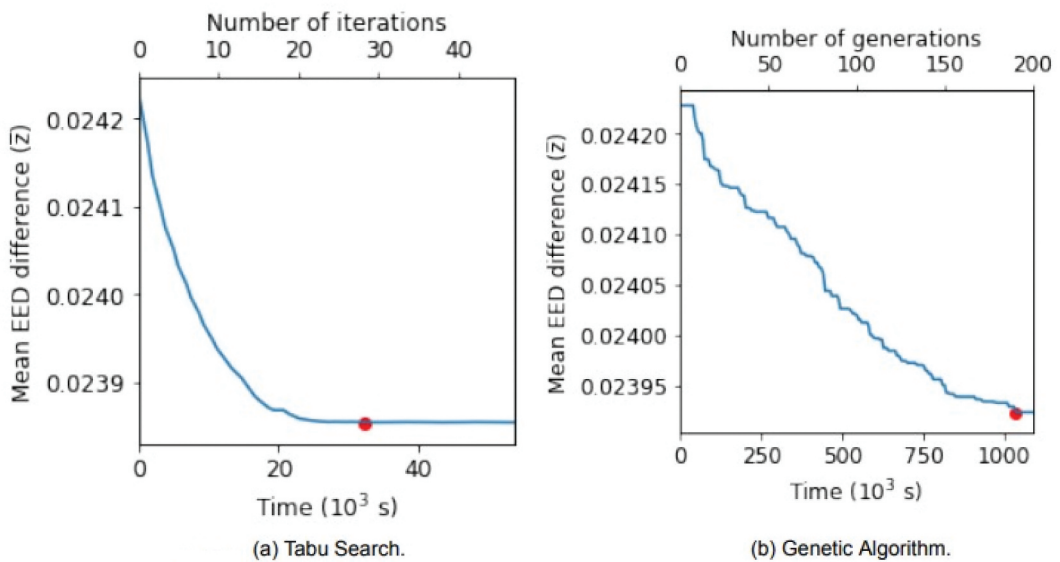 Number of iterations
0 10 20 30 40
Mean EED difference (z̅)
0.0242
0.0241
0.0240
0.0239
0 20 40
Time (10³ s)
(a) Tabu Search.
Number of generations
0 50 100 150 200
Mean EED difference (z̅)
0.02420
0.02415
0.02410
0.02405
0.02400
0.02395
0 250 500 750 1000
Time (10³ s)
(b) Genetic Algorithm.